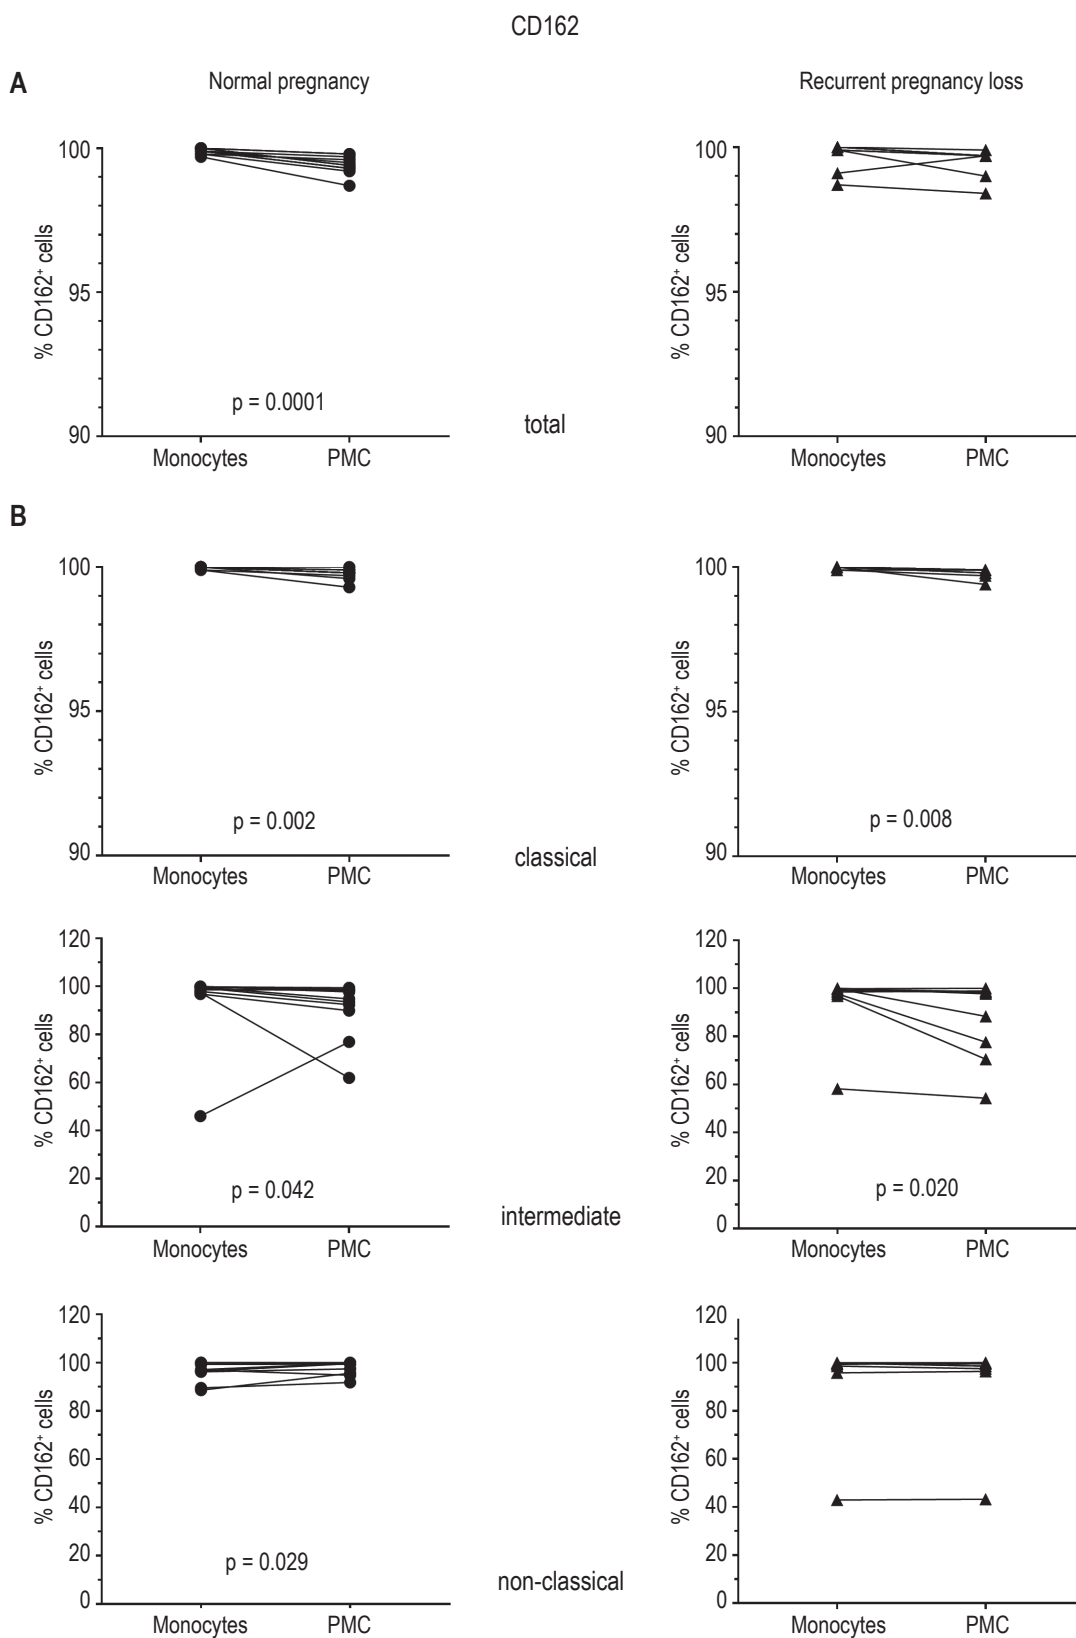 CD162
A
Normal pregnancy
Recurrent pregnancy loss
% CD162⁺ cells
100
95
90
p = 0.0001
Monocytes PMC
total
% CD162⁺ cells
100
95
90
Monocytes PMC
B
% CD162⁺ cells
100
95
90
p = 0.002
Monocytes PMC
classical
% CD162⁺ cells
100
95
90
p = 0.008
Monocytes PMC
% CD162⁺ cells
120
100
80
60
40
20
0
p = 0.042
Monocytes PMC
intermediate
% CD162⁺ cells
120
100
80
60
40
20
0
p = 0.020
Monocytes PMC
% CD162⁺ cells
120
100
80
60
40
20
0
p = 0.029
Monocytes PMC
non-classical
% CD162⁺ cells
120
100
80
60
40
20
0
Monocytes PMC